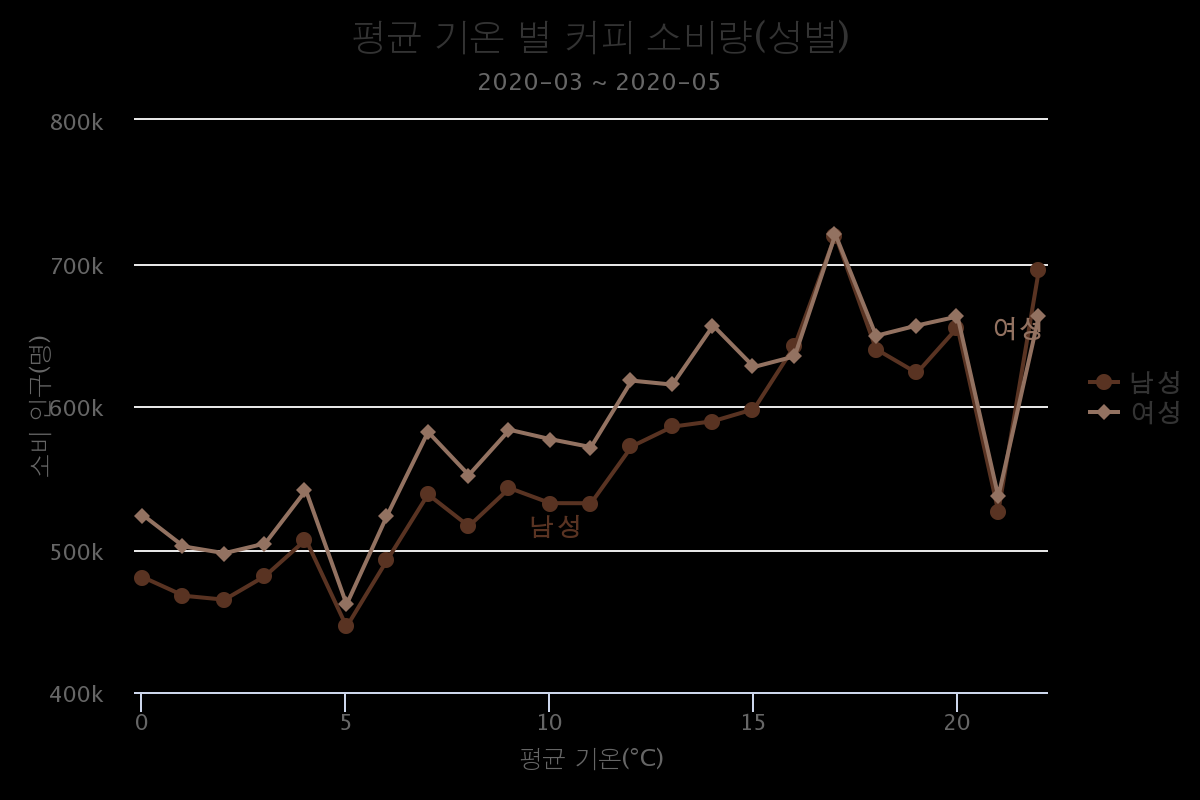 평균 기온 별 커피 소비량(성별)
2020-03 ~ 2020-05
800k
700k
600k
500k
400k
소비 인구(명)
여성
남성
남성
여성
0 5 10 15 20
평균 기온(°C)